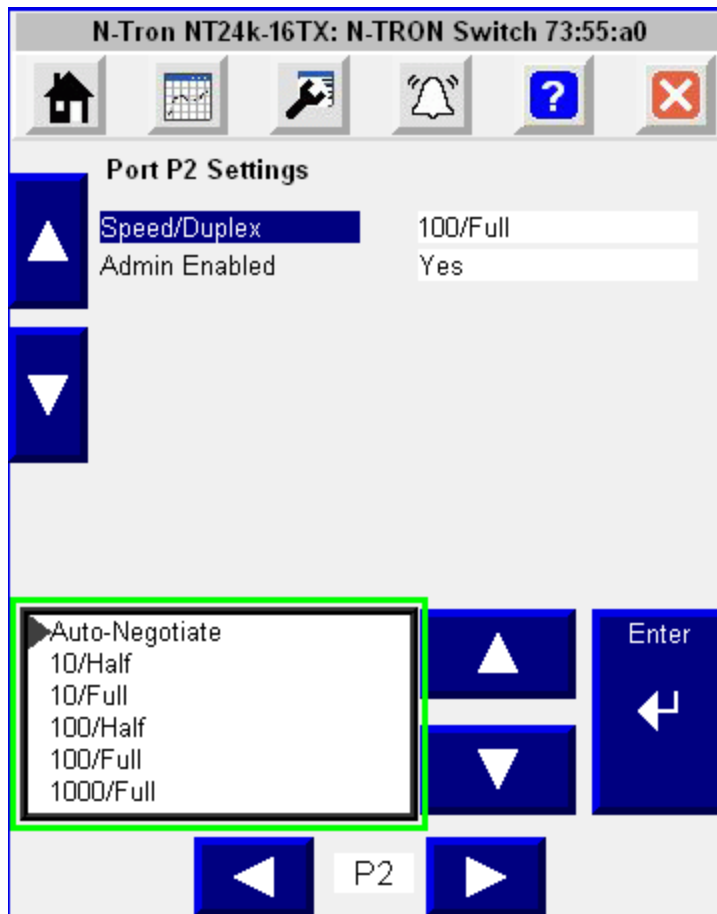 N-Tron NT24k-16TX: N-TRON Switch 73:55:a0
?
Port P2 Settings
Speed/Duplex 100/Full
Admin Enabled Yes
Auto-Negotiate
10/Half
10/Full
100/Half
100/Full
1000/Full
Enter
P2